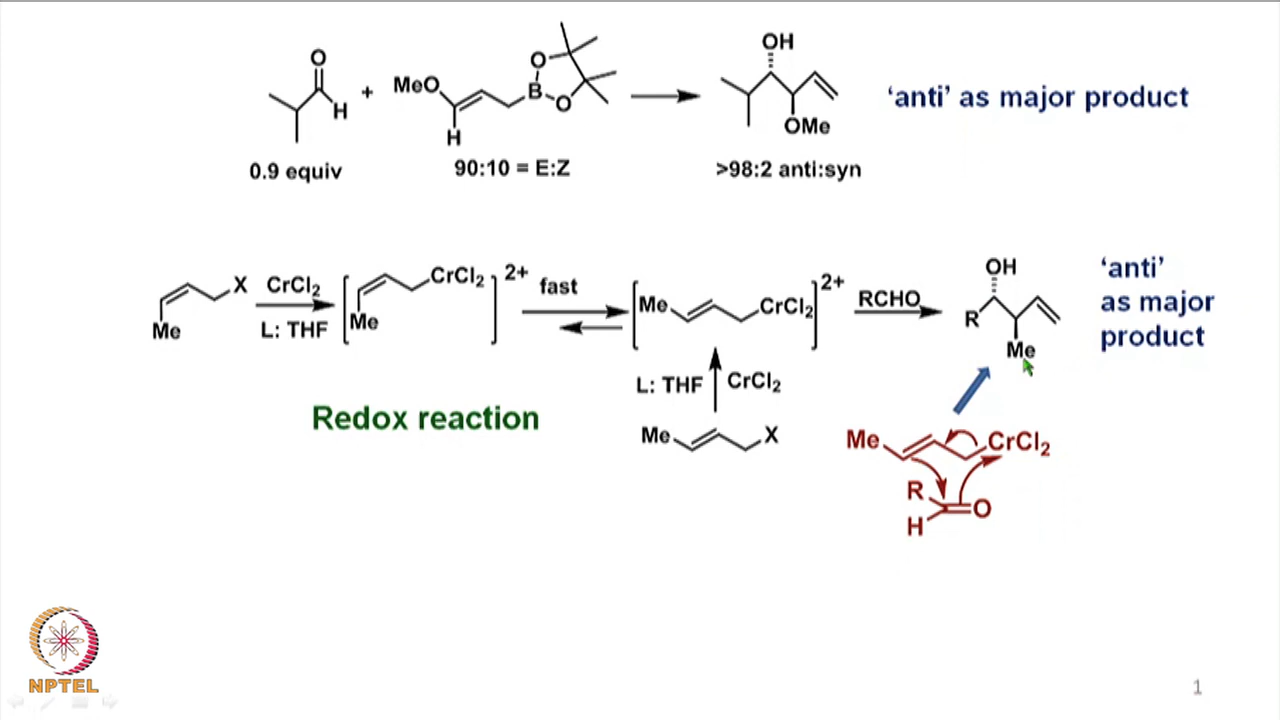 O
H
0.9 equiv
+
MeO
H
B
O
O
90:10 = E:Z
OH
OMe
>98:2 anti:syn
‘anti’ as major product
X
Me
CrCl2
L: THF
CrCl2
Me
2+
fast
Me
CrCl2
2+
RCHO
OH
R
Me
‘anti’
as major
product
L: THF
CrCl2
Me
X
Redox reaction
Me
CrCl2
R
H
O
NPTEL
1